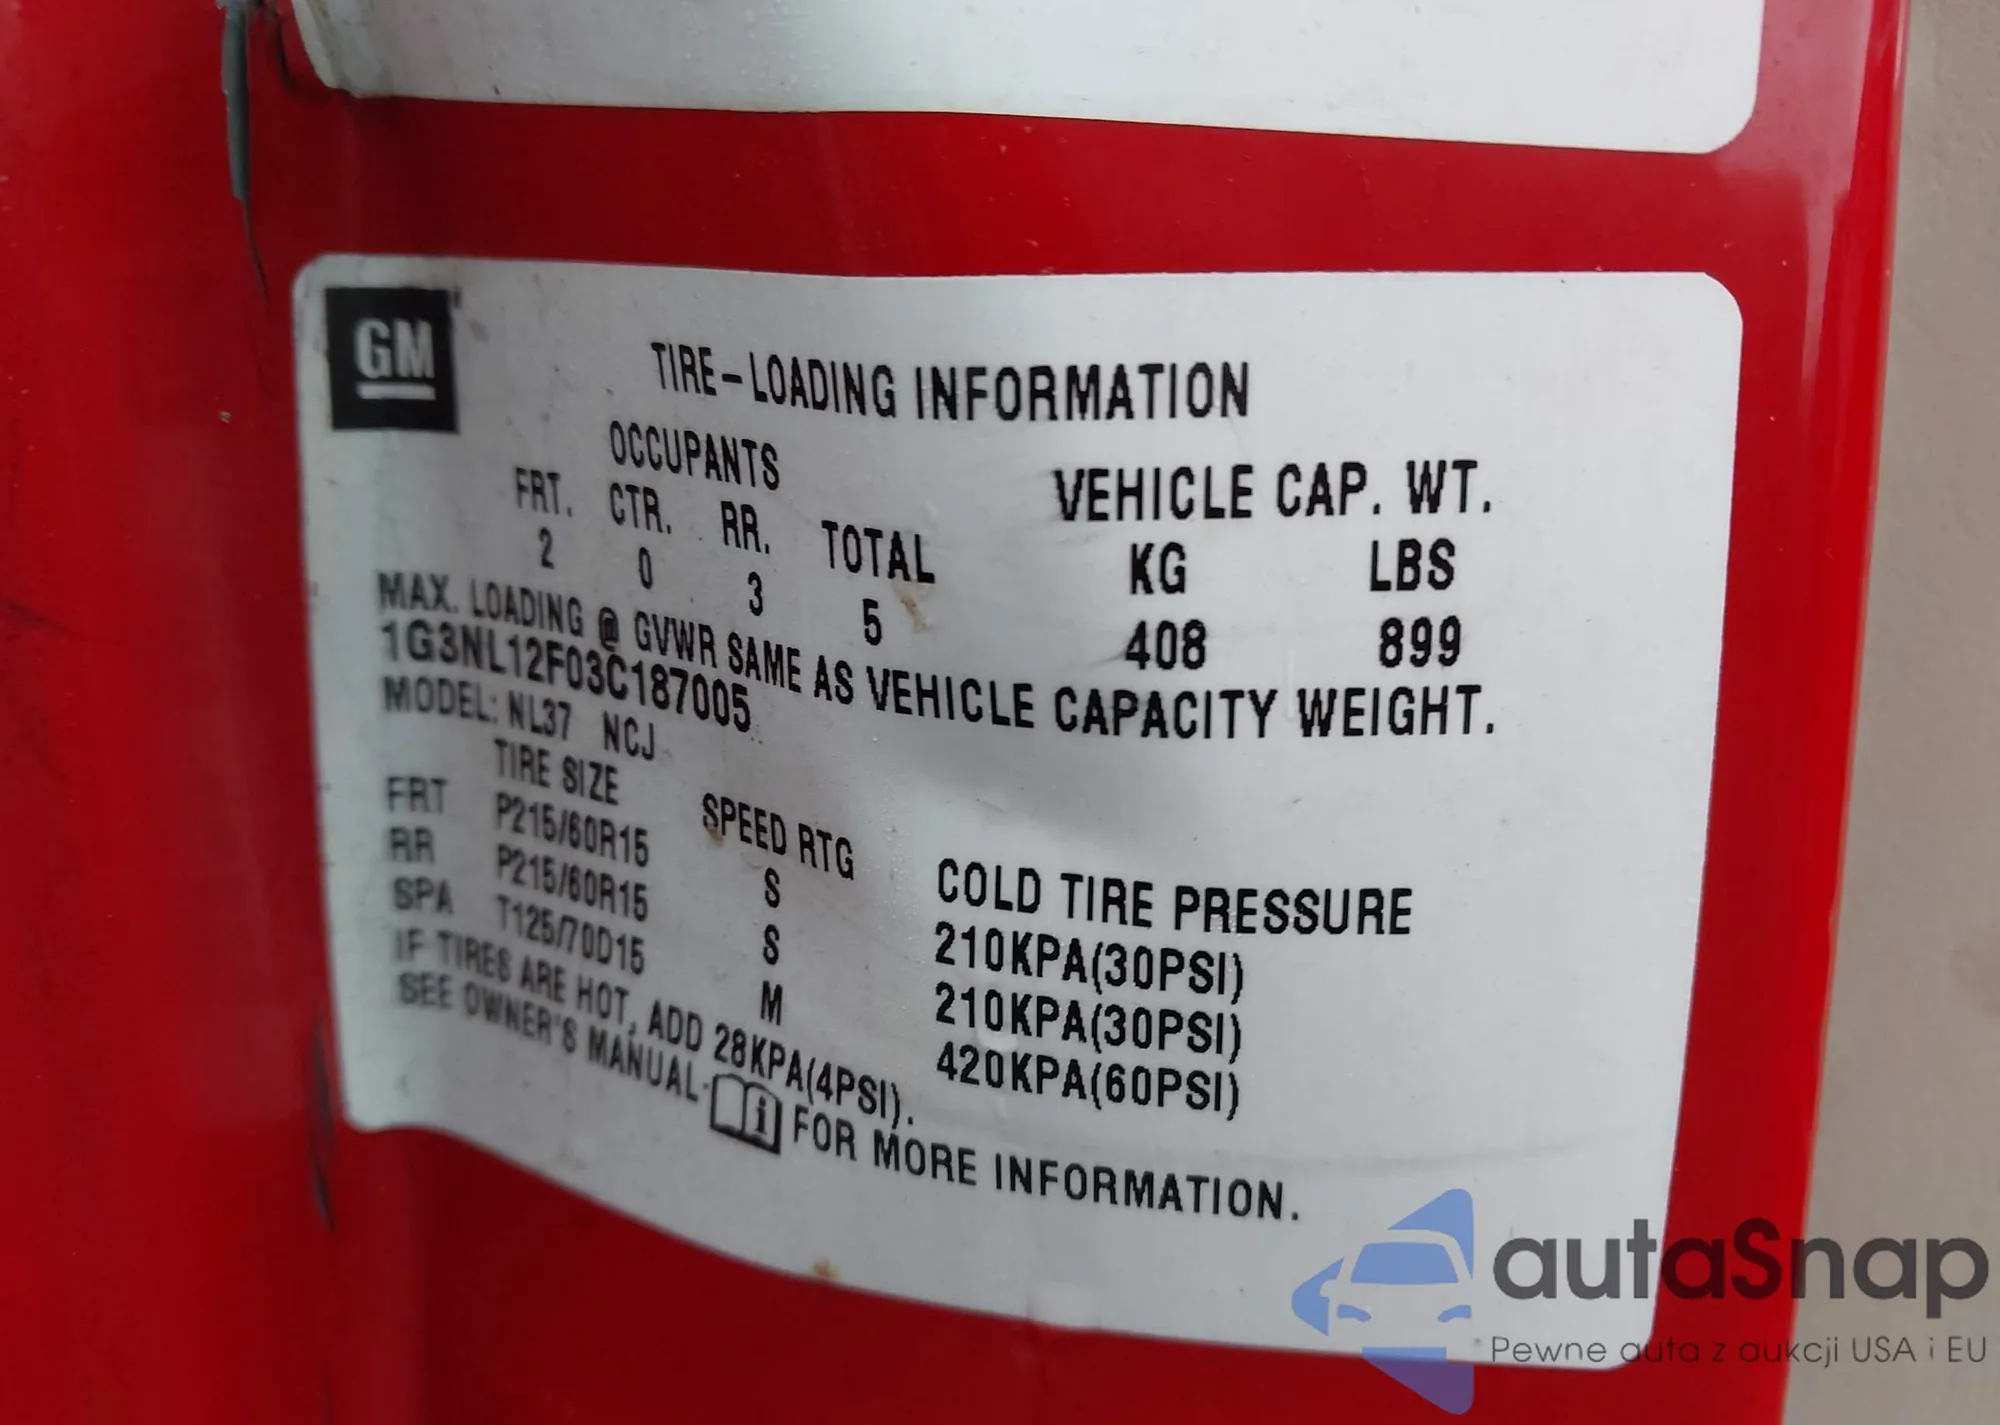 GM
TIRE-LOADING INFORMATION
OCCUPANTS VEHICLE CAP. WT.
FRT. CTR. RR. TOTAL KG LBS
2 0 3 5 408 899
MAX. LOADING @ GVWR SAME AS VEHICLE CAPACITY WEIGHT.
1G3NL12F03C187005
MODEL: NL37 NCJ
TIRE SIZE SPEED RTG COLD TIRE PRESSURE
FRT P215/60R15 S 210KPA(30PSI)
RR P215/60R15 S 210KPA(30PSI)
SPA T125/70D15 M 420KPA(60PSI)
IF TIRES ARE HOT, ADD 28KPA(4PSI).
SEE OWNER'S MANUAL FOR MORE INFORMATION.
autaSnap
Pewne auta z aukcji USA i EU